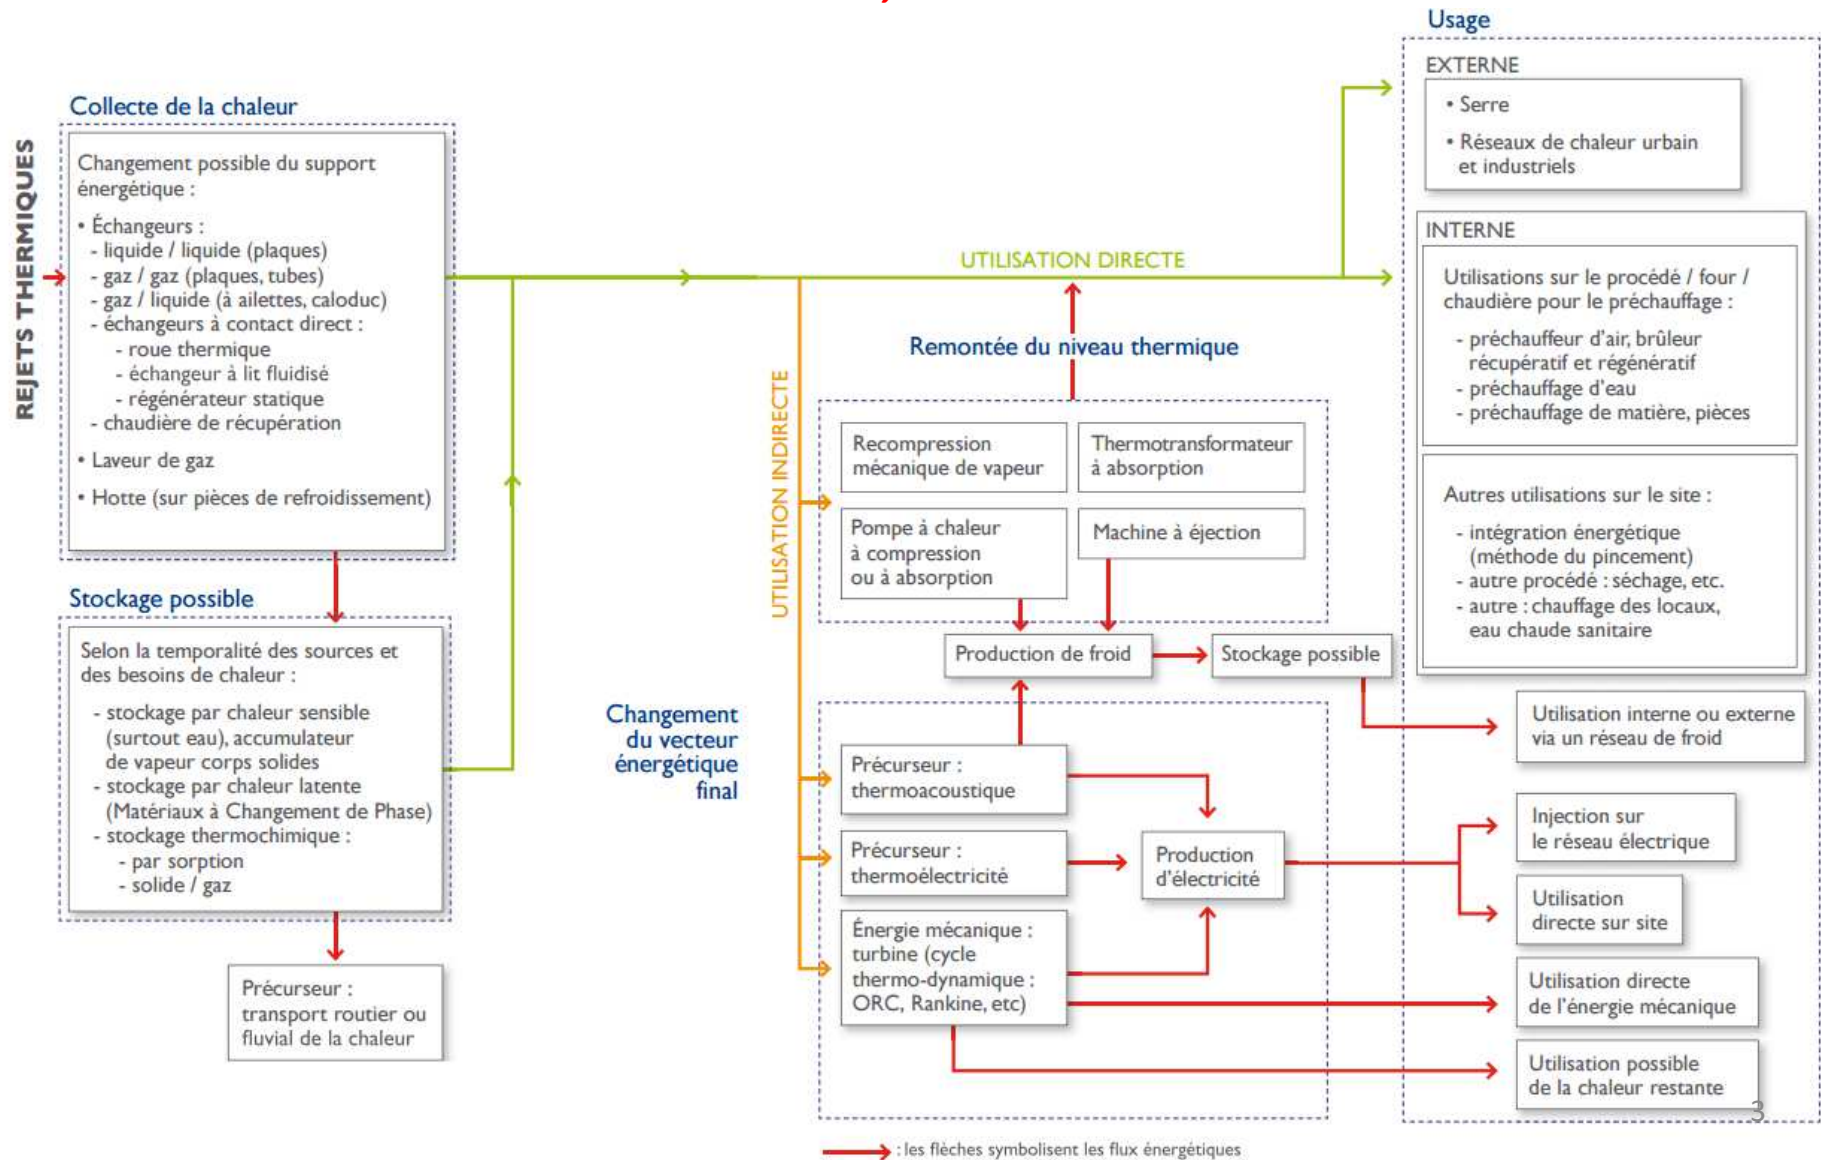 REJETS THERMIQUES
Collecte de la chaleur
Changement possible du support
énergétique :
• Échangeurs :
- liquide / liquide (plaques)
- gaz / gaz (plaques, tubes)
- gaz / liquide (à ailettes, caloduc)
- échangeurs à contact direct :
- roue thermique
- échangeur à lit fluidisé
- régénérateur statique
- chaudière de récupération
• Laveur de gaz
• Hotte (sur pièces de refroidissement)
Stockage possible
Selon la temporalité des sources et
des besoins de chaleur :
- stockage par chaleur sensible
(surtout eau), accumulateur
de vapeur corps solides
- stockage par chaleur latente
(Matériaux à Changement de Phase)
- stockage thermochimique :
- par sorption
- solide / gaz
Précurseur :
transport routier ou
fluvial de la chaleur
UTILISATION DIRECTE
UTILISATION INDIRECTE
Remontée du niveau thermique
Recompression
mécanique de vapeur
Thermotransformateur
à absorption
Pompe à chaleur
à compression
ou à absorption
Machine à éjection
Production de froid
Stockage possible
Changement
du vecteur
énergétique
final
Précurseur :
thermoacoustique
Précurseur :
thermoélectricité
Énergie mécanique :
turbine (cycle
thermo-dynamique :
ORC, Rankine, etc)
Production
d'électricité
Usage
EXTERNE
• Serre
• Réseaux de chaleur urbain
et industriels
INTERNE
Utilisations sur le procédé / four /
chaudière pour le préchauffage :
- préchauffeur d'air, brûleur
récupératif et régénératif
- préchauffage d'eau
- préchauffage de matière, pièces
Autres utilisations sur le site :
- intégration énergétique
(méthode du pincement)
- autre procédé : séchage, etc.
- autre : chauffage des locaux,
eau chaude sanitaire
Utilisation interne ou externe
via un réseau de froid
Injection sur
le réseau électrique
Utilisation
directe sur site
Utilisation directe
de l'énergie mécanique
Utilisation possible
de la chaleur restante
3
: les flèches symbolisent les flux énergétiques